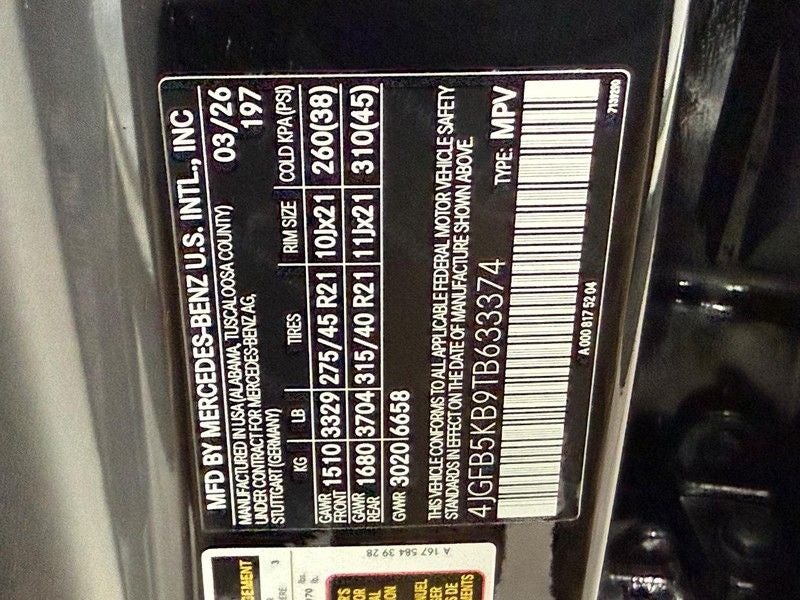 MFD BY MERCEDES-BENZ U.S. INTL., INC
MANUFACTURED IN USA (ALABAMA, TUSCALOOSA COUNTY) 03/26
UNDER CONTRACT FOR MERCEDES-BENZ AG, 197
STUTTGART (GERMANY)
KG LB TIRES RIM SIZE COLD KPA (PSI)
GAWR FRONT 1510 3329 275/45 R21 10Jx21 260(38)
GAWR REAR 1680 3704 315/40 R21 11Jx21 310(45)
GVWR 3020 6658
THIS VEHICLE CONFORMS TO ALL APPLICABLE FEDERAL MOTOR VEHICLE SAFETY
STANDARDS IN EFFECT ON THE DATE OF MANUFACTURE SHOWN ABOVE.
4JGFB5KB9TB633374 TYPE: MPV
A 000 817 52 04
A 167 584 39 28
3